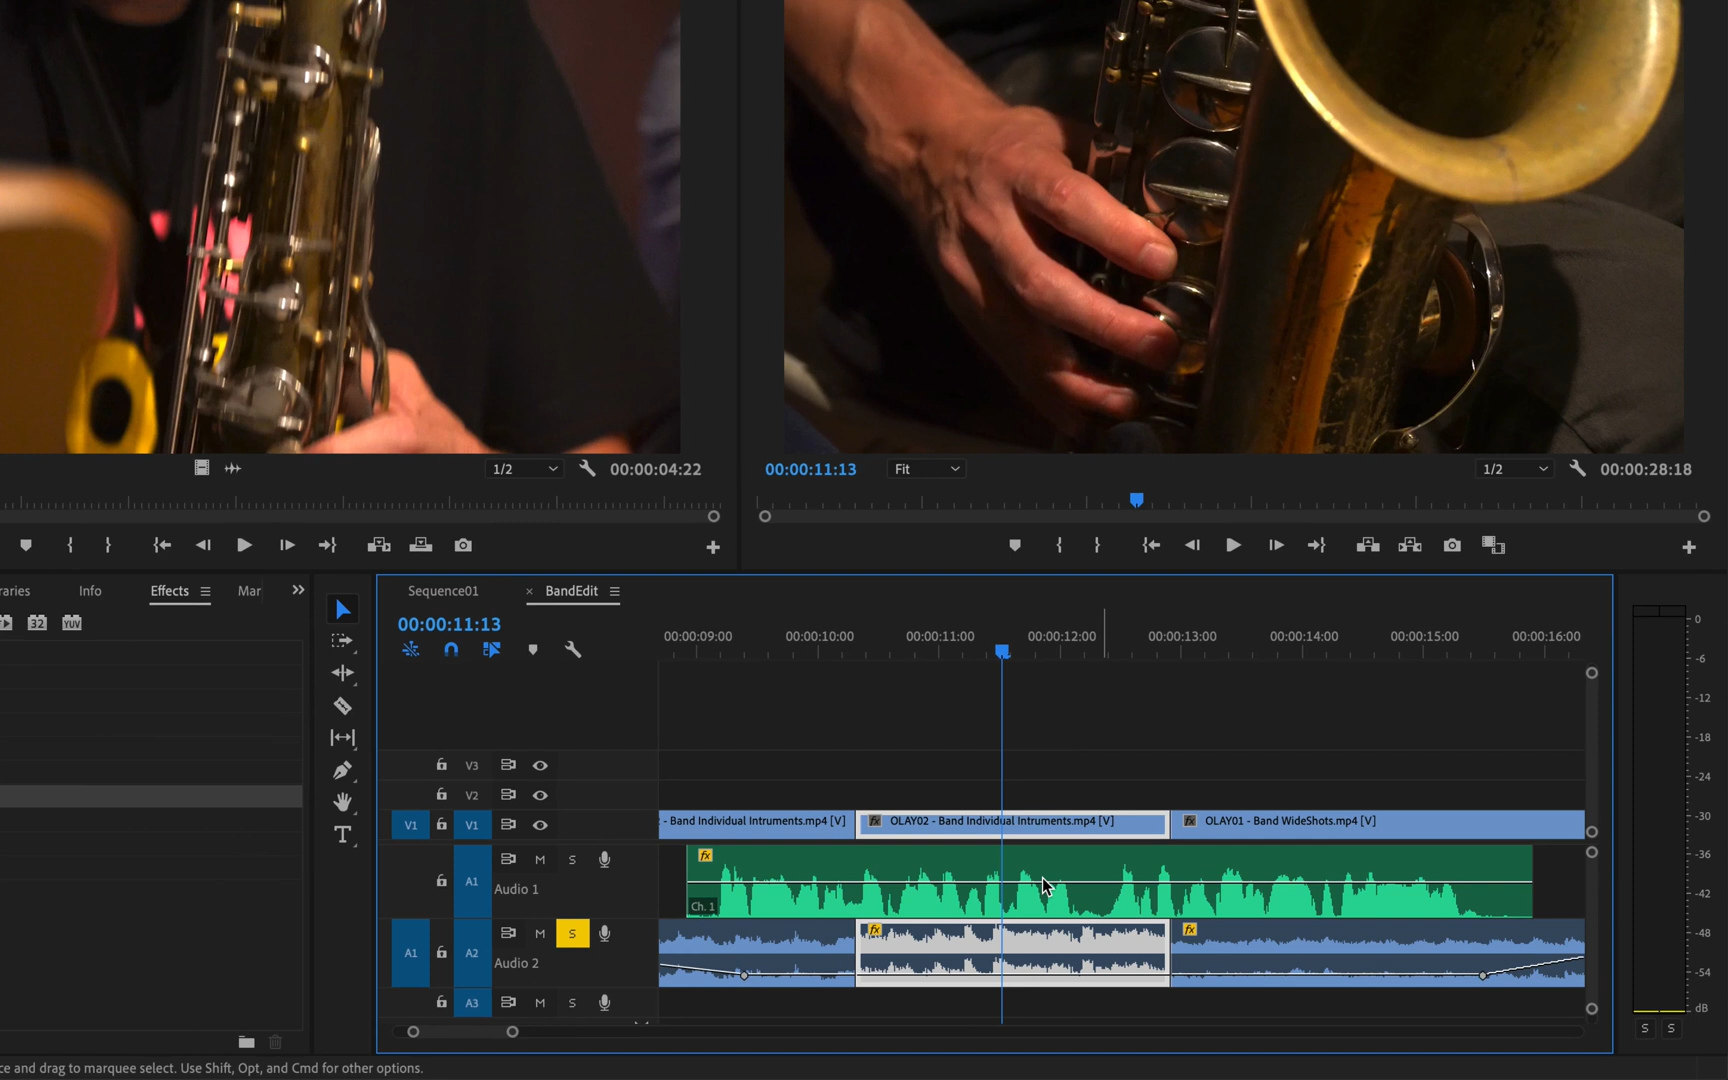 1/2
00:00:04:22
00:00:11:13
Fit
1/2
00:00:28:18
raries
Info
Effects
Mar
32
YUV
Sequence01
BandEdit
00:00:11:13
00:00:09:00
00:00:10:00
00:00:11:00
00:00:12:00
00:00:13:00
00:00:14:00
00:00:15:00
00:00:16:00
V3
V2
V1
V1
- Band Individual Intruments.mp4 [V]
fx
OLAY02 - Band Individual Intruments.mp4 [V]
fx
OLAY01 - Band WideShots.mp4 [V]
A1
M
S
Audio 1
fx
Ch. 1
A1
A2
M
S
Audio 2
fx
fx
A3
M
S
T
0
-6
-12
-18
-24
-30
-36
-42
-48
-54
dB
S
S
ce and drag to marquee select. Use Shift, Opt, and Cmd for other options.